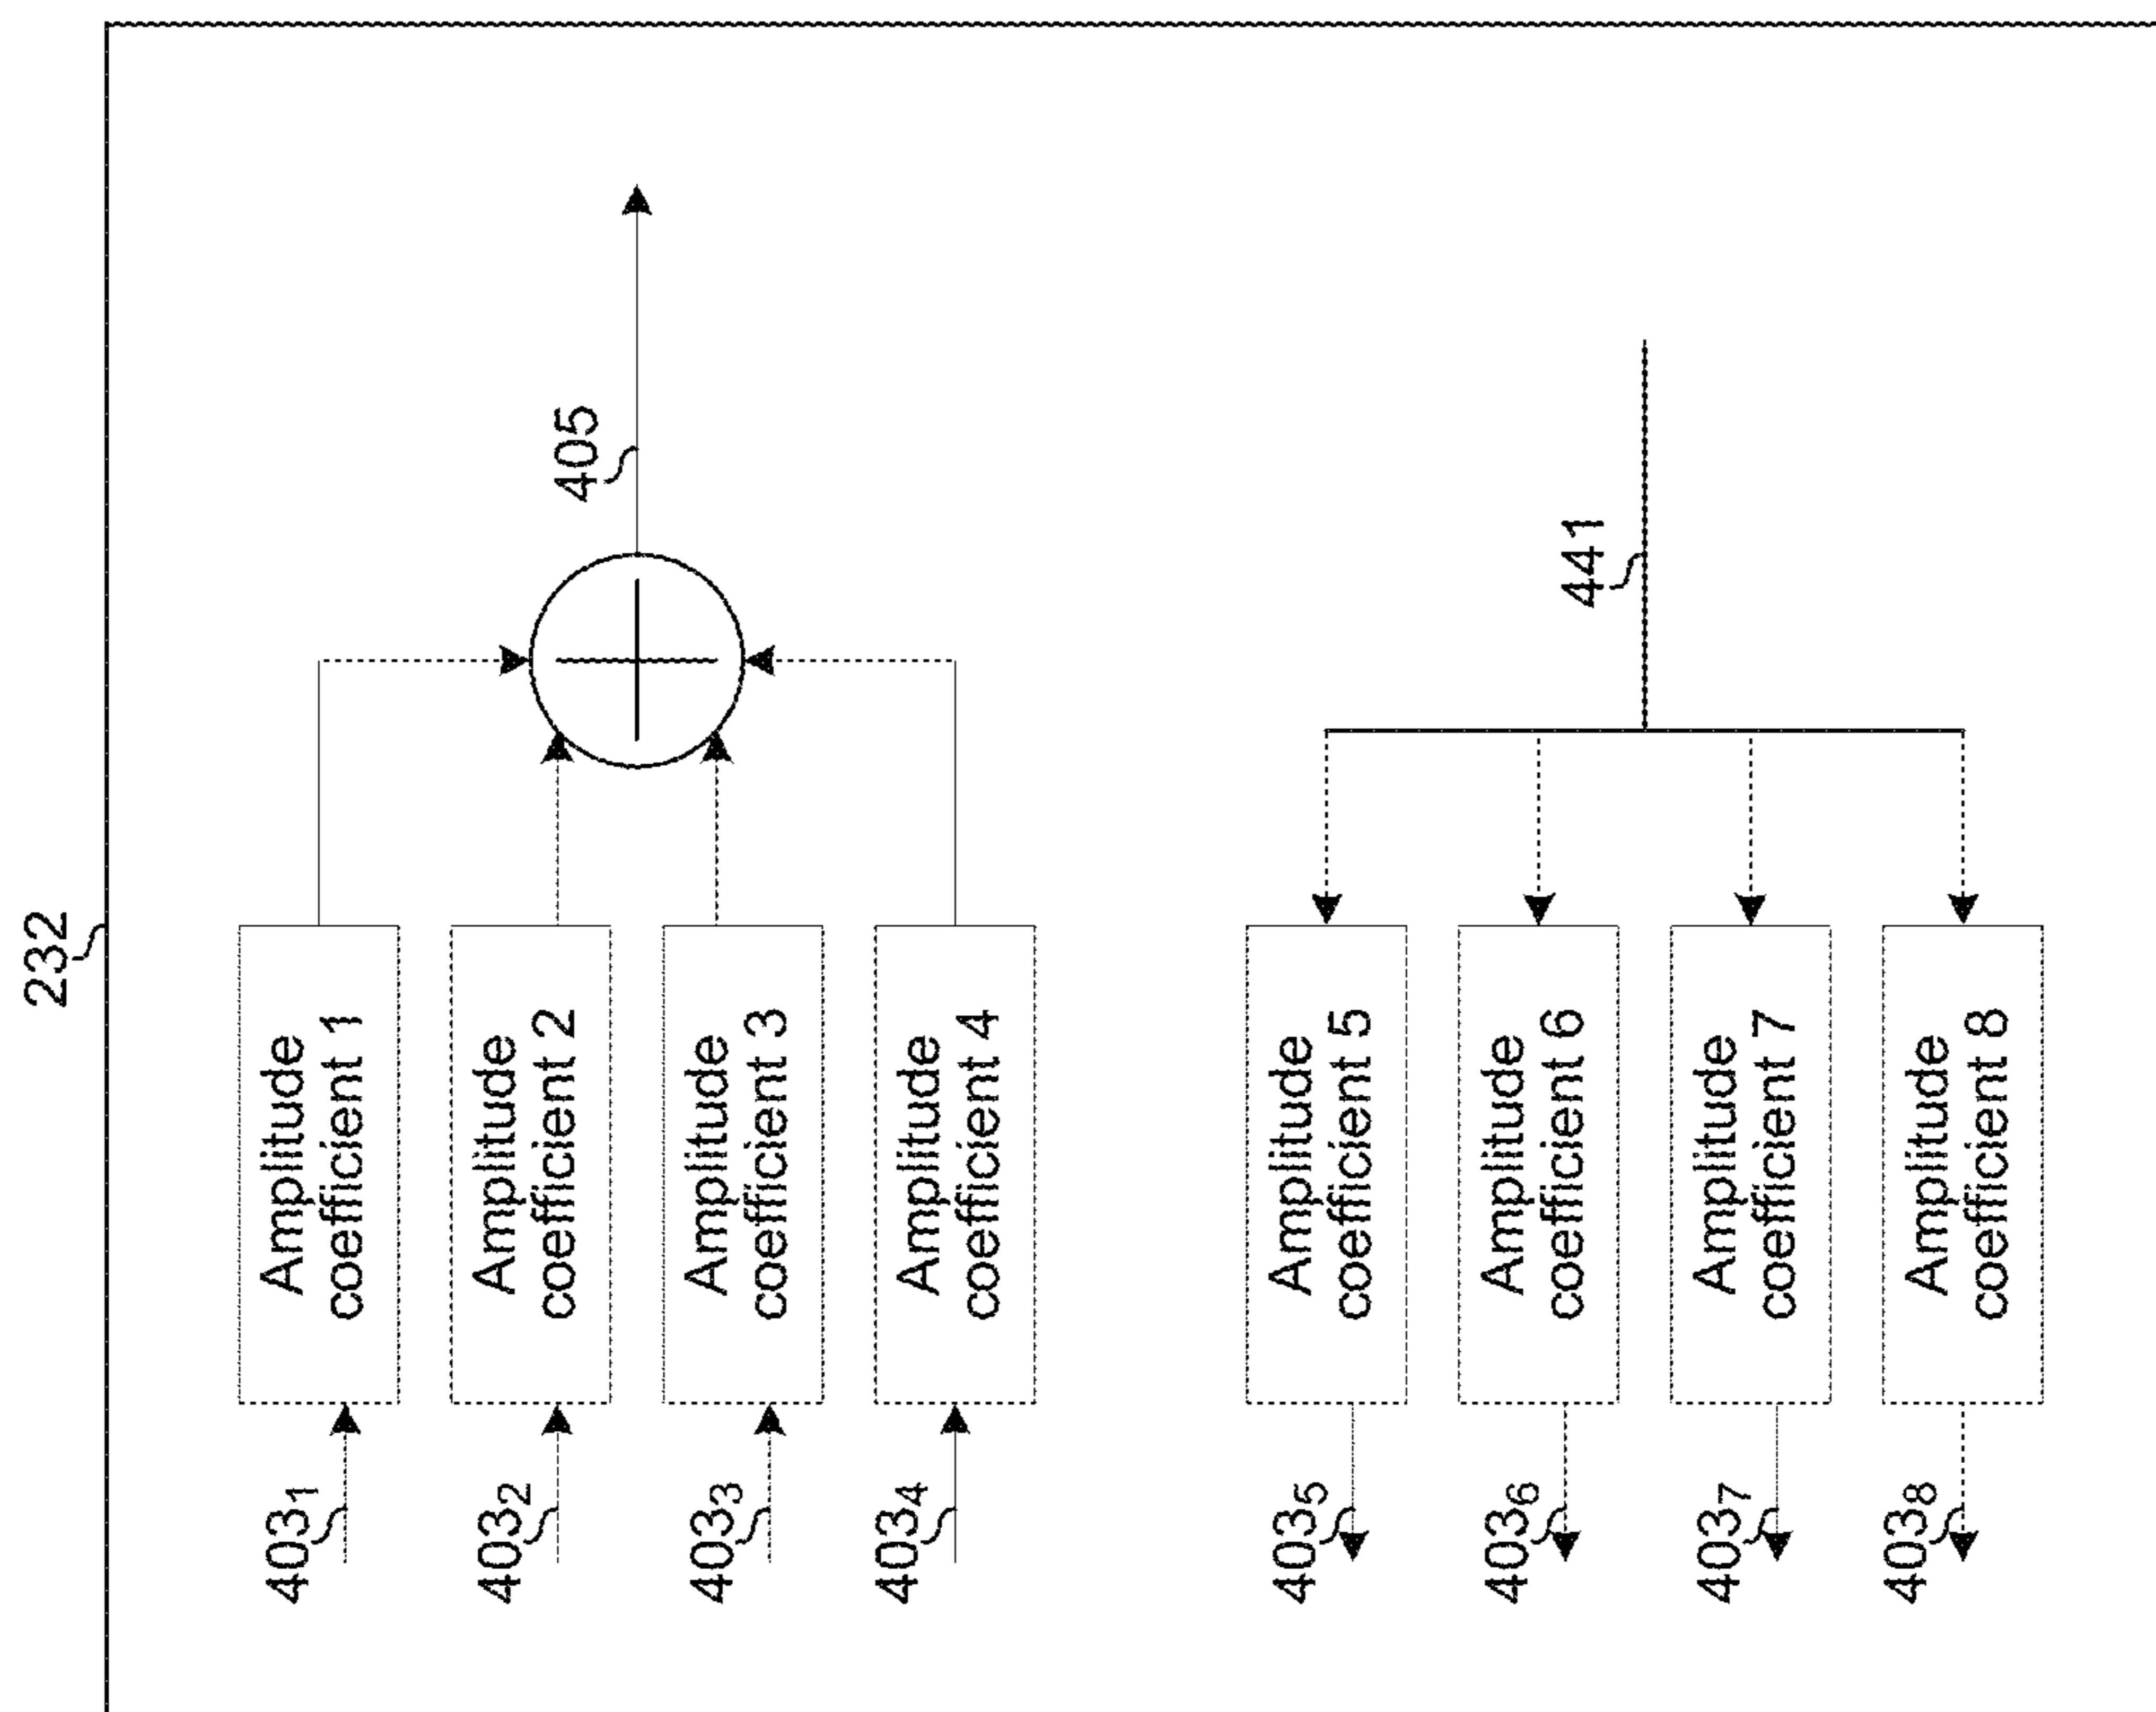 232
403₁
Amplitude
coefficient 1
403₂
Amplitude
coefficient 2
403₃
Amplitude
coefficient 3
403₄
Amplitude
coefficient 4
405
403₅
Amplitude
coefficient 5
403₆
Amplitude
coefficient 6
403₇
Amplitude
coefficient 7
403₈
Amplitude
coefficient 8
441